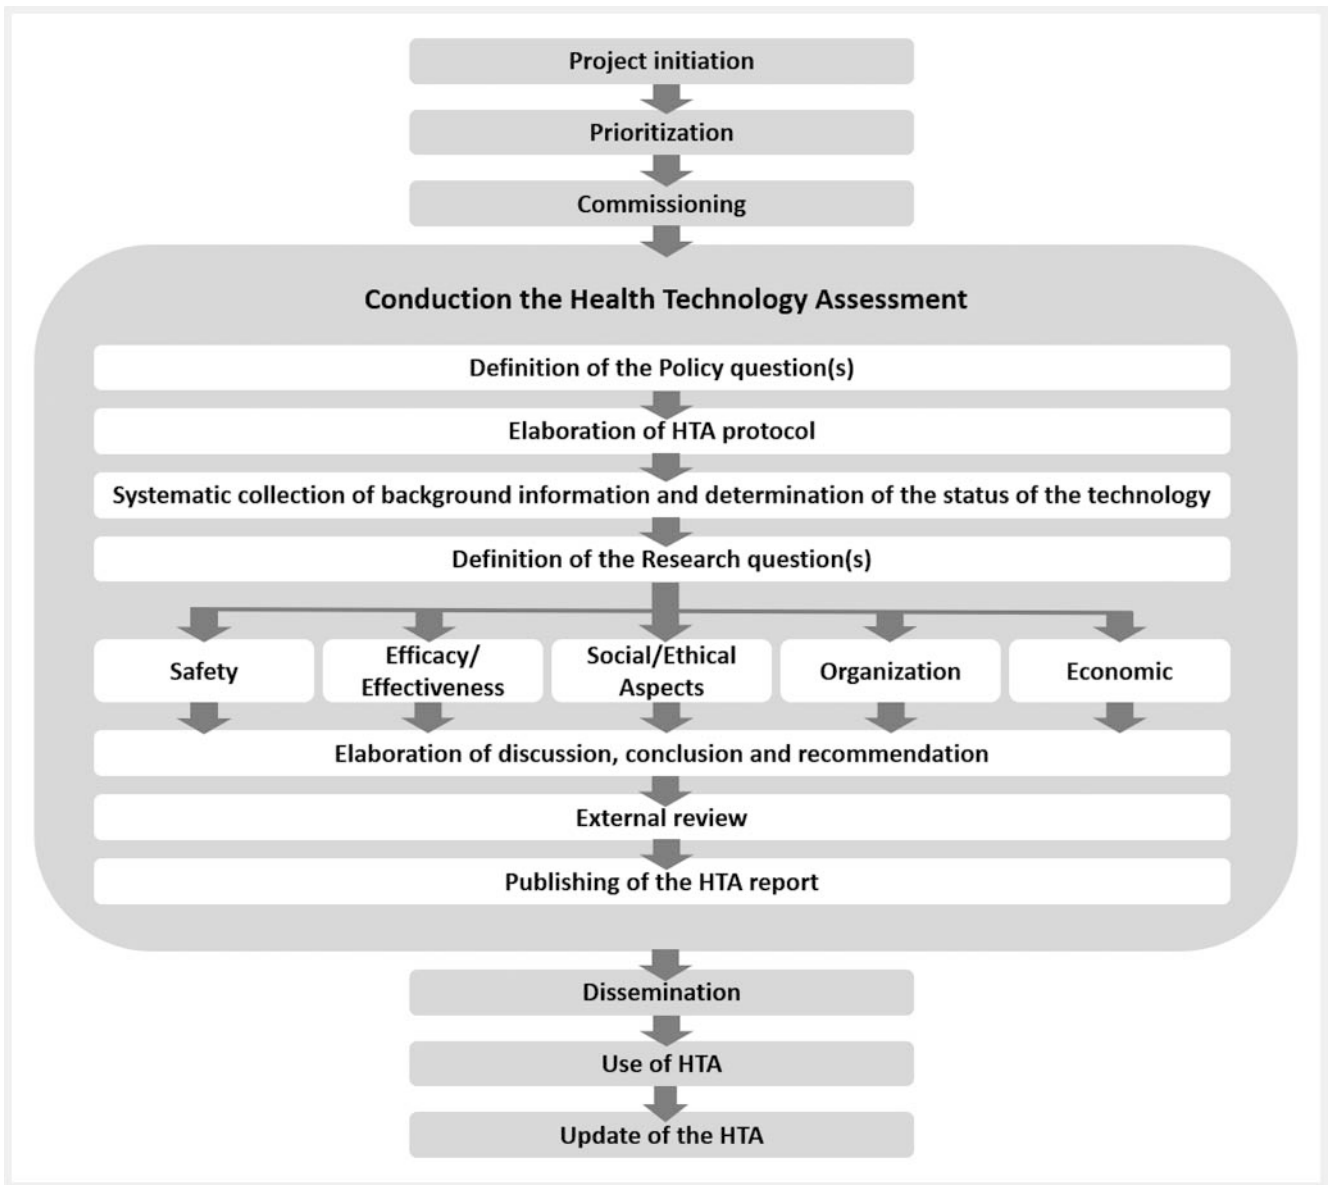 Project initiation
Prioritization
Commissioning
Conduction the Health Technology Assessment
Definition of the Policy question(s)
Elaboration of HTA protocol
Systematic collection of background information and determination of the status of the technology
Definition of the Research question(s)
Safety
Efficacy/
Effectiveness
Social/Ethical
Aspects
Organization
Economic
Elaboration of discussion, conclusion and recommendation
External review
Publishing of the HTA report
Dissemination
Use of HTA
Update of the HTA